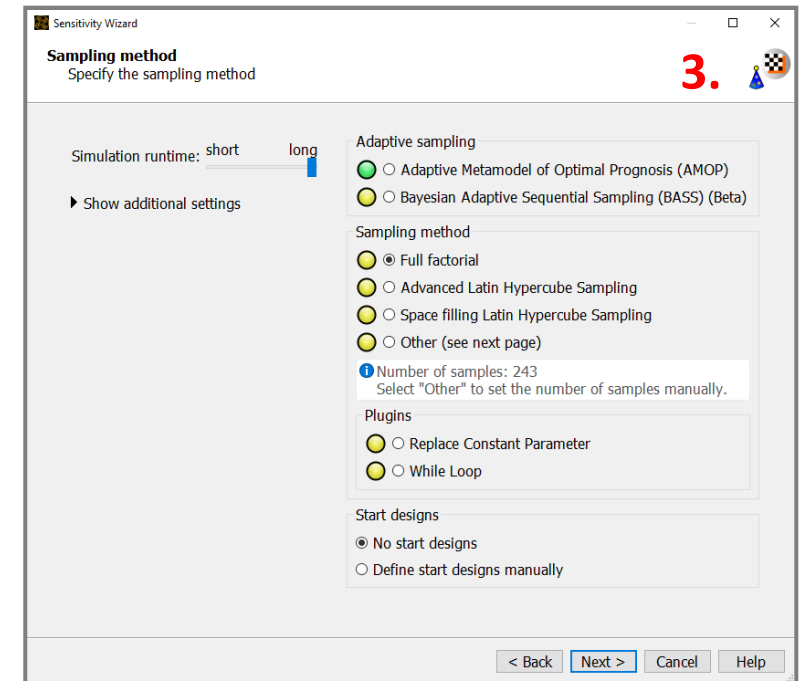 Sensitivity Wizard
Sampling method
Specify the sampling method
3.
Simulation runtime: short long
Show additional settings
Adaptive sampling
Adaptive Metamodel of Optimal Prognosis (AMOP)
Bayesian Adaptive Sequential Sampling (BASS) (Beta)
Sampling method
Full factorial
Advanced Latin Hypercube Sampling
Space filling Latin Hypercube Sampling
Other (see next page)
Number of samples: 243
Select "Other" to set the number of samples manually.
Plugins
Replace Constant Parameter
While Loop
Start designs
No start designs
Define start designs manually
< Back Next > Cancel Help